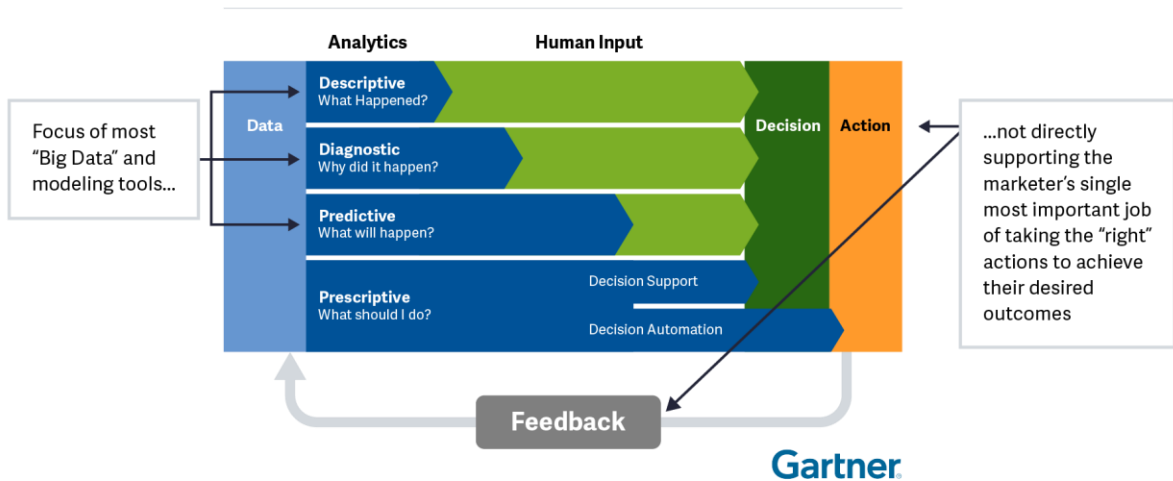 Analytics
Human Input
Descriptive
What Happened?
Data
Diagnostic
Why did it happen?
Predictive
What will happen?
Prescriptive
What should I do?
Decision Support
Decision Automation
Decision
Action
Focus of most
“Big Data” and
modeling tools...
...not directly
supporting the
marketer’s single
most important job
of taking the “right”
actions to achieve
their desired
outcomes
Feedback
Gartner®